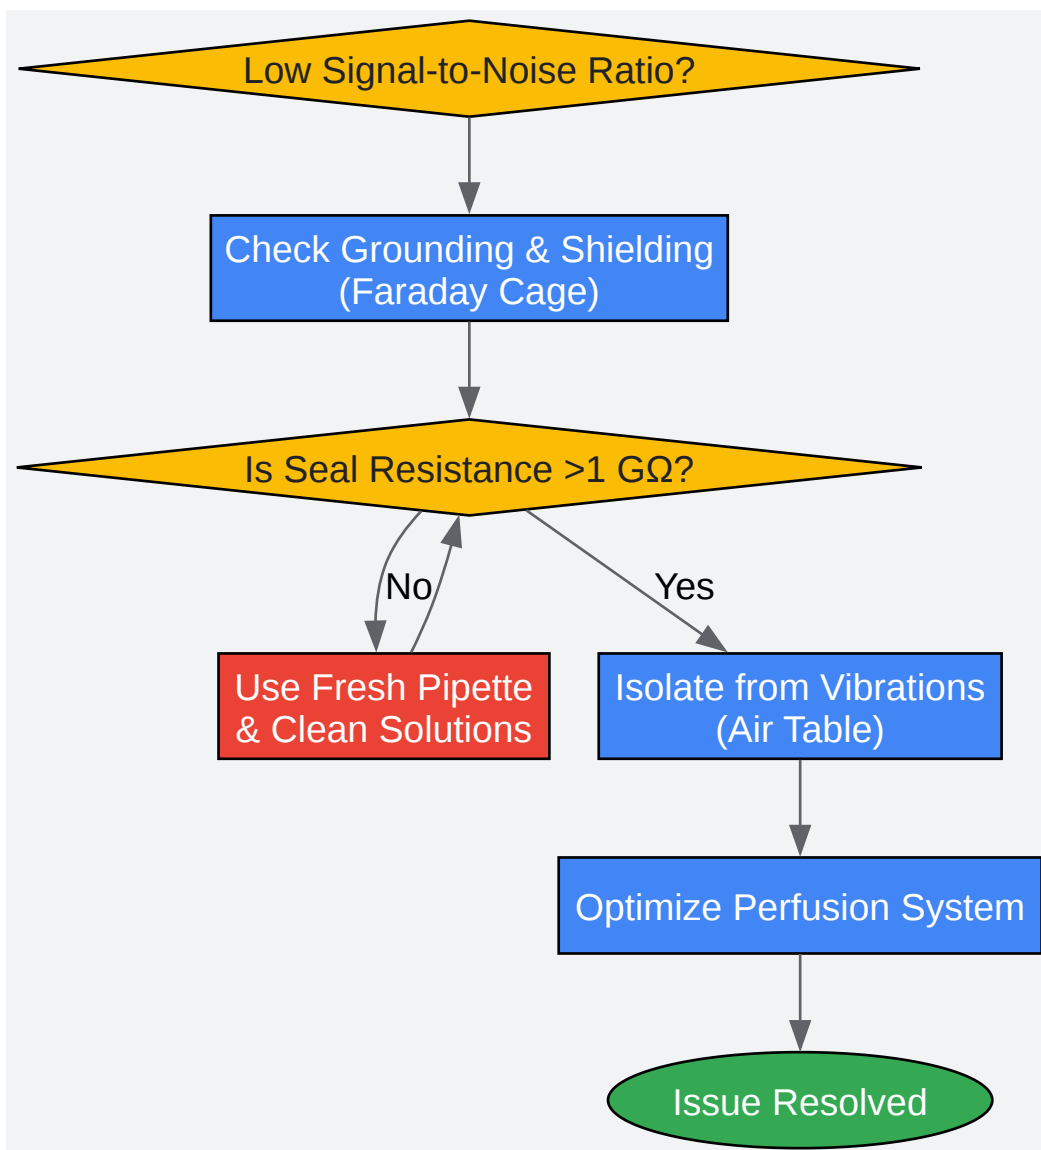 Low Signal-to-Noise Ratio?
Check Grounding & Shielding
(Faraday Cage)
Is Seal Resistance >1 GΩ?
No
Yes
Use Fresh Pipette
& Clean Solutions
Isolate from Vibrations
(Air Table)
Optimize Perfusion System
Issue Resolved